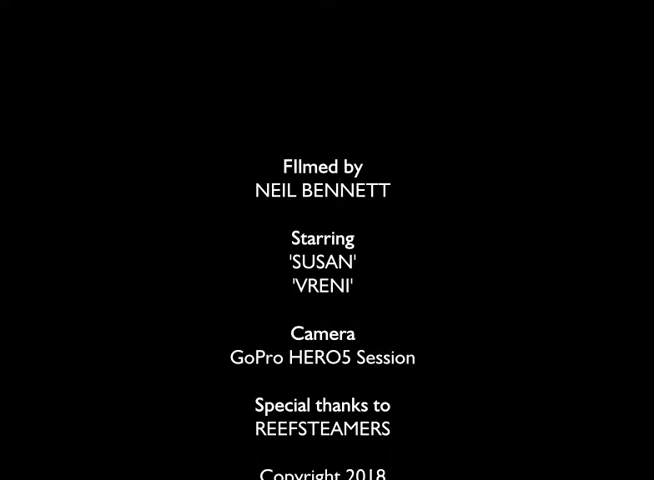 FIlmed by
NEIL BENNETT
Starring
'SUSAN'
'VRENI'
Camera
GoPro HERO5 Session
Special thanks to
REEFSTEAMERS
Copyright 2018